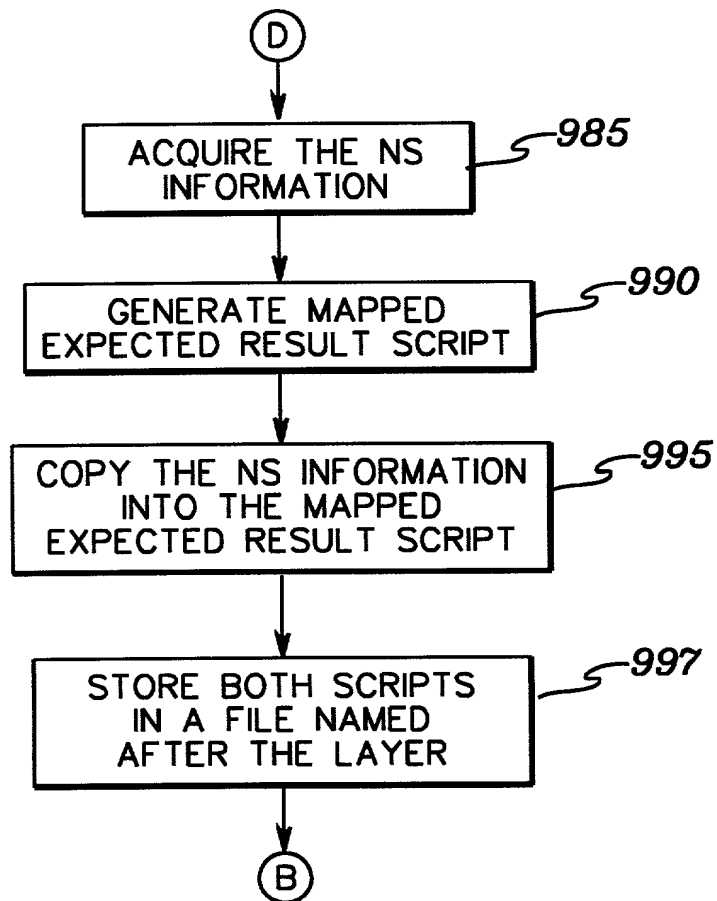 D
ACQUIRE THE NS
INFORMATION
985
GENERATE MAPPED
EXPECTED RESULT SCRIPT
990
COPY THE NS INFORMATION
INTO THE MAPPED
EXPECTED RESULT SCRIPT
995
STORE BOTH SCRIPTS
IN A FILE NAMED
AFTER THE LAYER
997
B